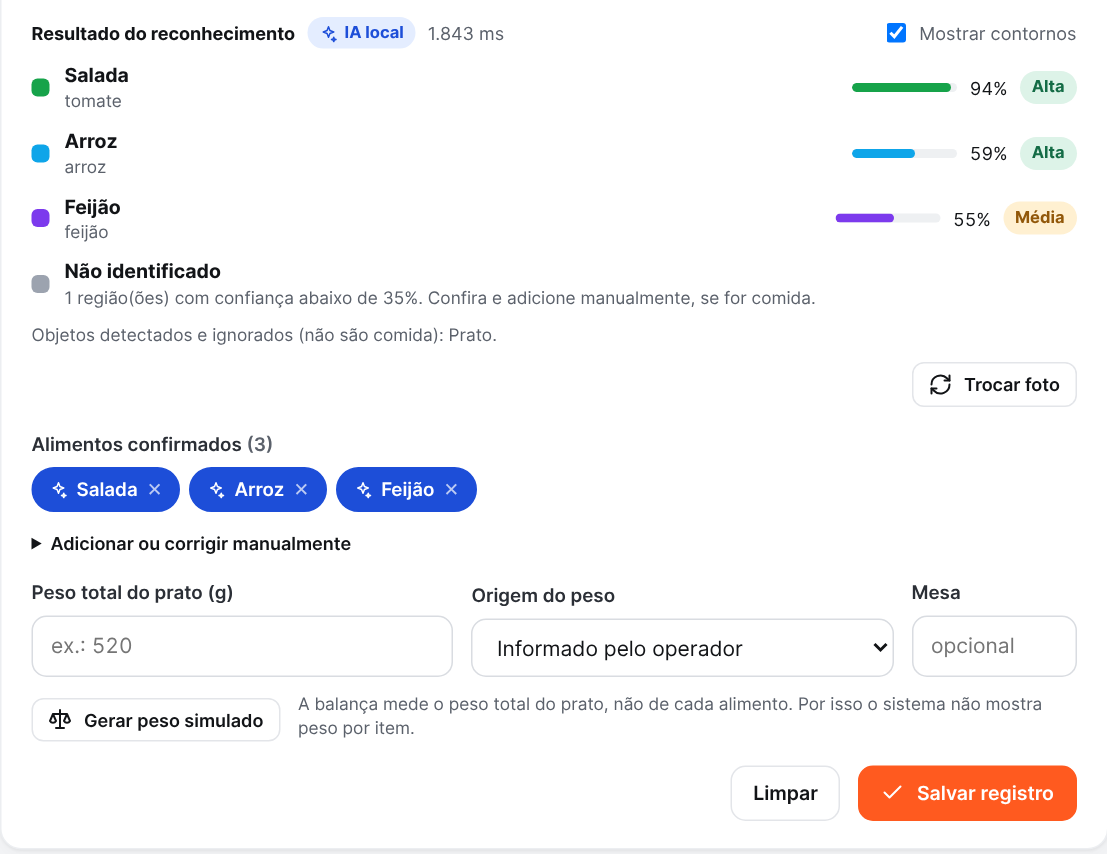 Resultado do reconhecimento IA local 1.843 ms Mostrar contornos
Salada
tomate
94% Alta
Arroz
arroz
59% Alta
Feijão
feijão
55% Média
Não identificado
1 região(ões) com confiança abaixo de 35%. Confira e adicione manualmente, se for comida.
Objetos detectados e ignorados (não são comida): Prato.
Trocar foto
Alimentos confirmados (3)
Salada × Arroz × Feijão ×
Adicionar ou corrigir manualmente
Peso total do prato (g) Origem do peso Mesa
ex.: 520 Informado pelo operador opcional
Gerar peso simulado
A balança mede o peso total do prato, não de cada alimento. Por isso o sistema não mostra
peso por item.
Limpar Salvar registro